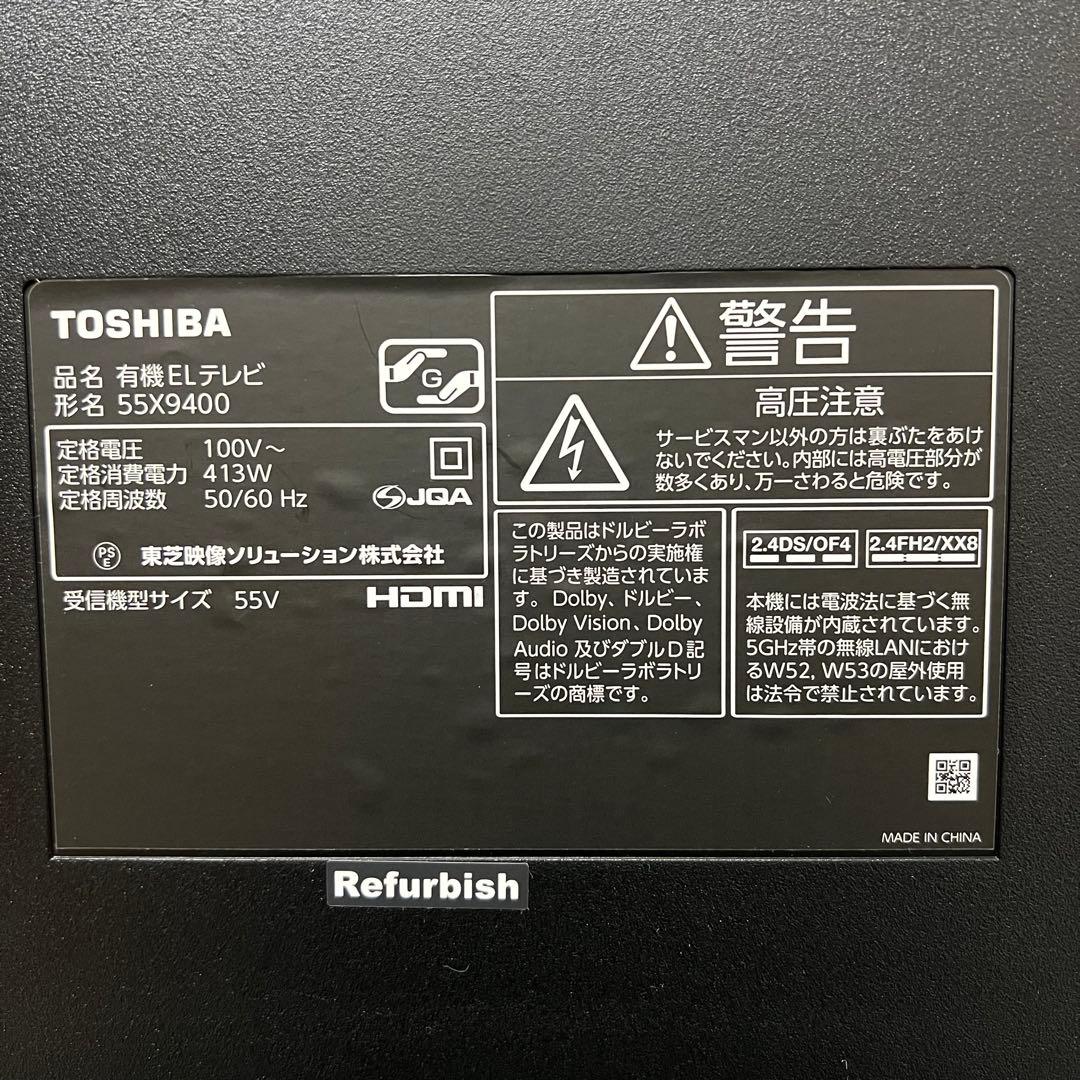 TOSHIBA
品名 有機ELテレビ
形名 55X9400
G
定格電圧 100V～
定格消費電力 413W
定格周波数 50/60 Hz
JQA
PS
E
東芝映像ソリューション株式会社
受信機型サイズ 55V
HDMI
警告
高圧注意
サービスマン以外の方は裏ぶたをあけ
ないでください。内部には高電圧部分が
数多くあり、万一さわると危険です。
この製品はドルビーラボ
ラトリーズからの実施権
に基づき製造されていま
す。Dolby、ドルビー、
Dolby Vision、Dolby
Audio 及びダブルD記
号はドルビーラボラトリ
ーズの商標です。
2.4DS/OF4 2.4FH2/XX8
本機には電波法に基づく無
線設備が内蔵されています。
5GHz帯の無線LANにおけ
るW52, W53の屋外使用
は法令で禁止されています。
MADE IN CHINA
Refurbish